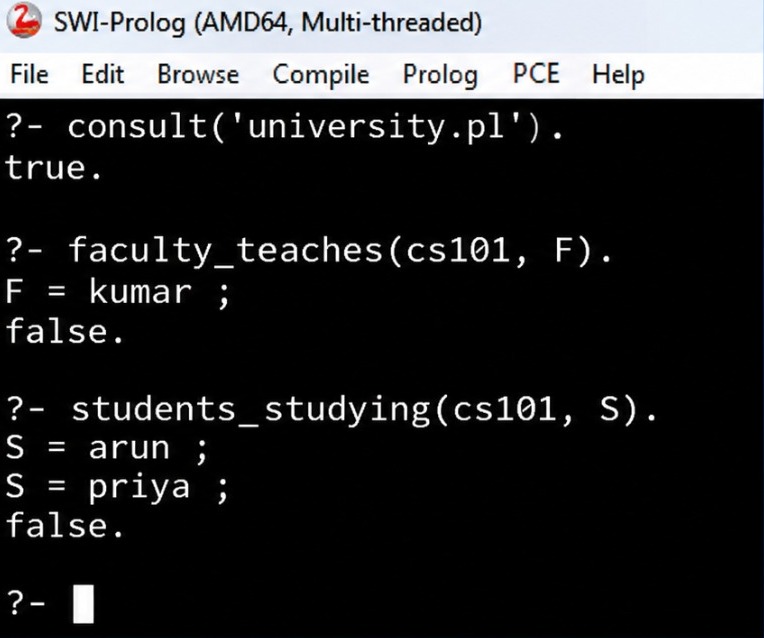 SWI-Prolog (AMD64, Multi-threaded)
File Edit Browse Compile Prolog PCE Help
?- consult('university.pl').
true.
?- faculty_teaches(cs101, F).
F = kumar ;
false.
?- students_studying(cs101, S).
S = arun ;
S = priya ;
false.
?-